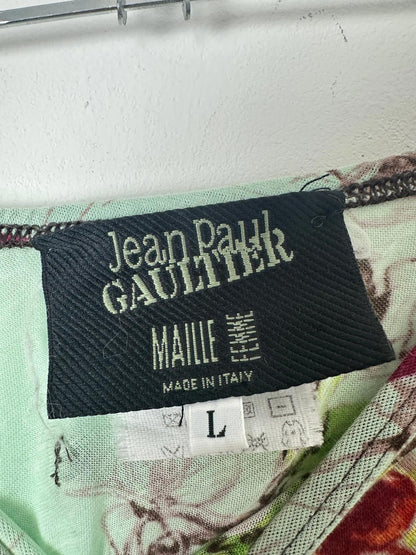 Jean Paul
GAULTIER
MAILLE FEMME
MADE IN ITALY
L